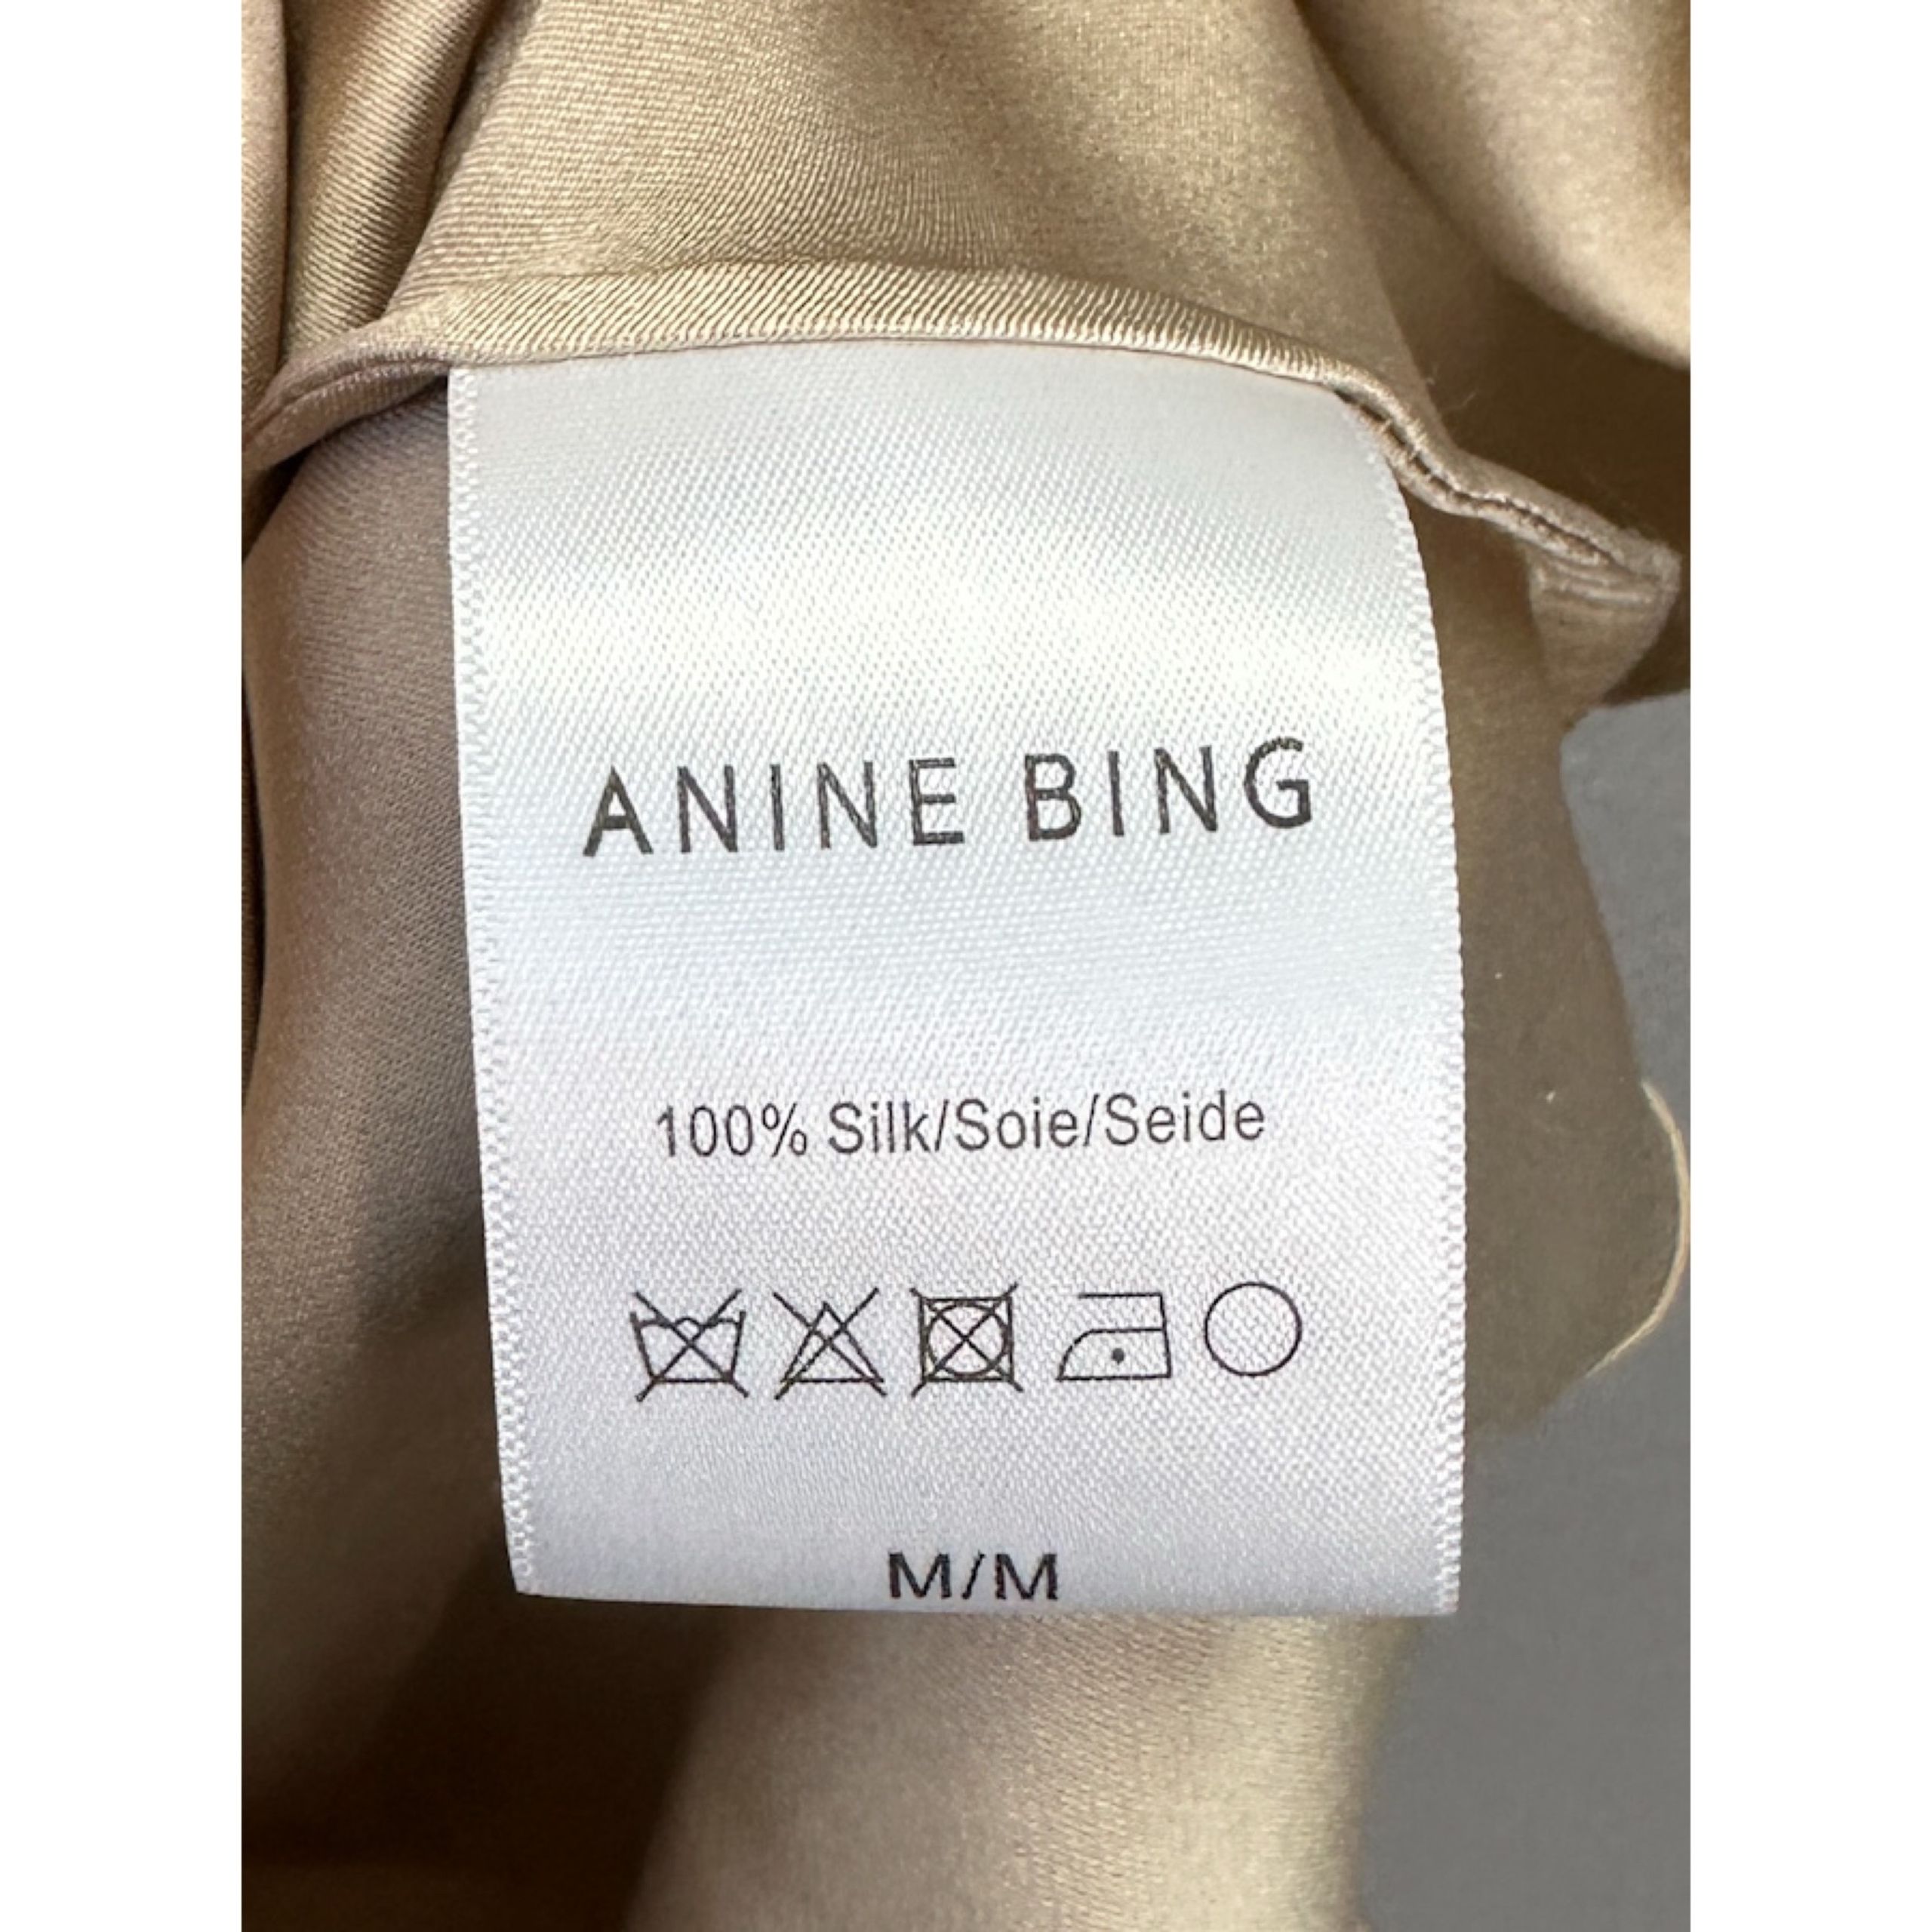 ANINE BING
100% Silk/Soie/Seide
M/M